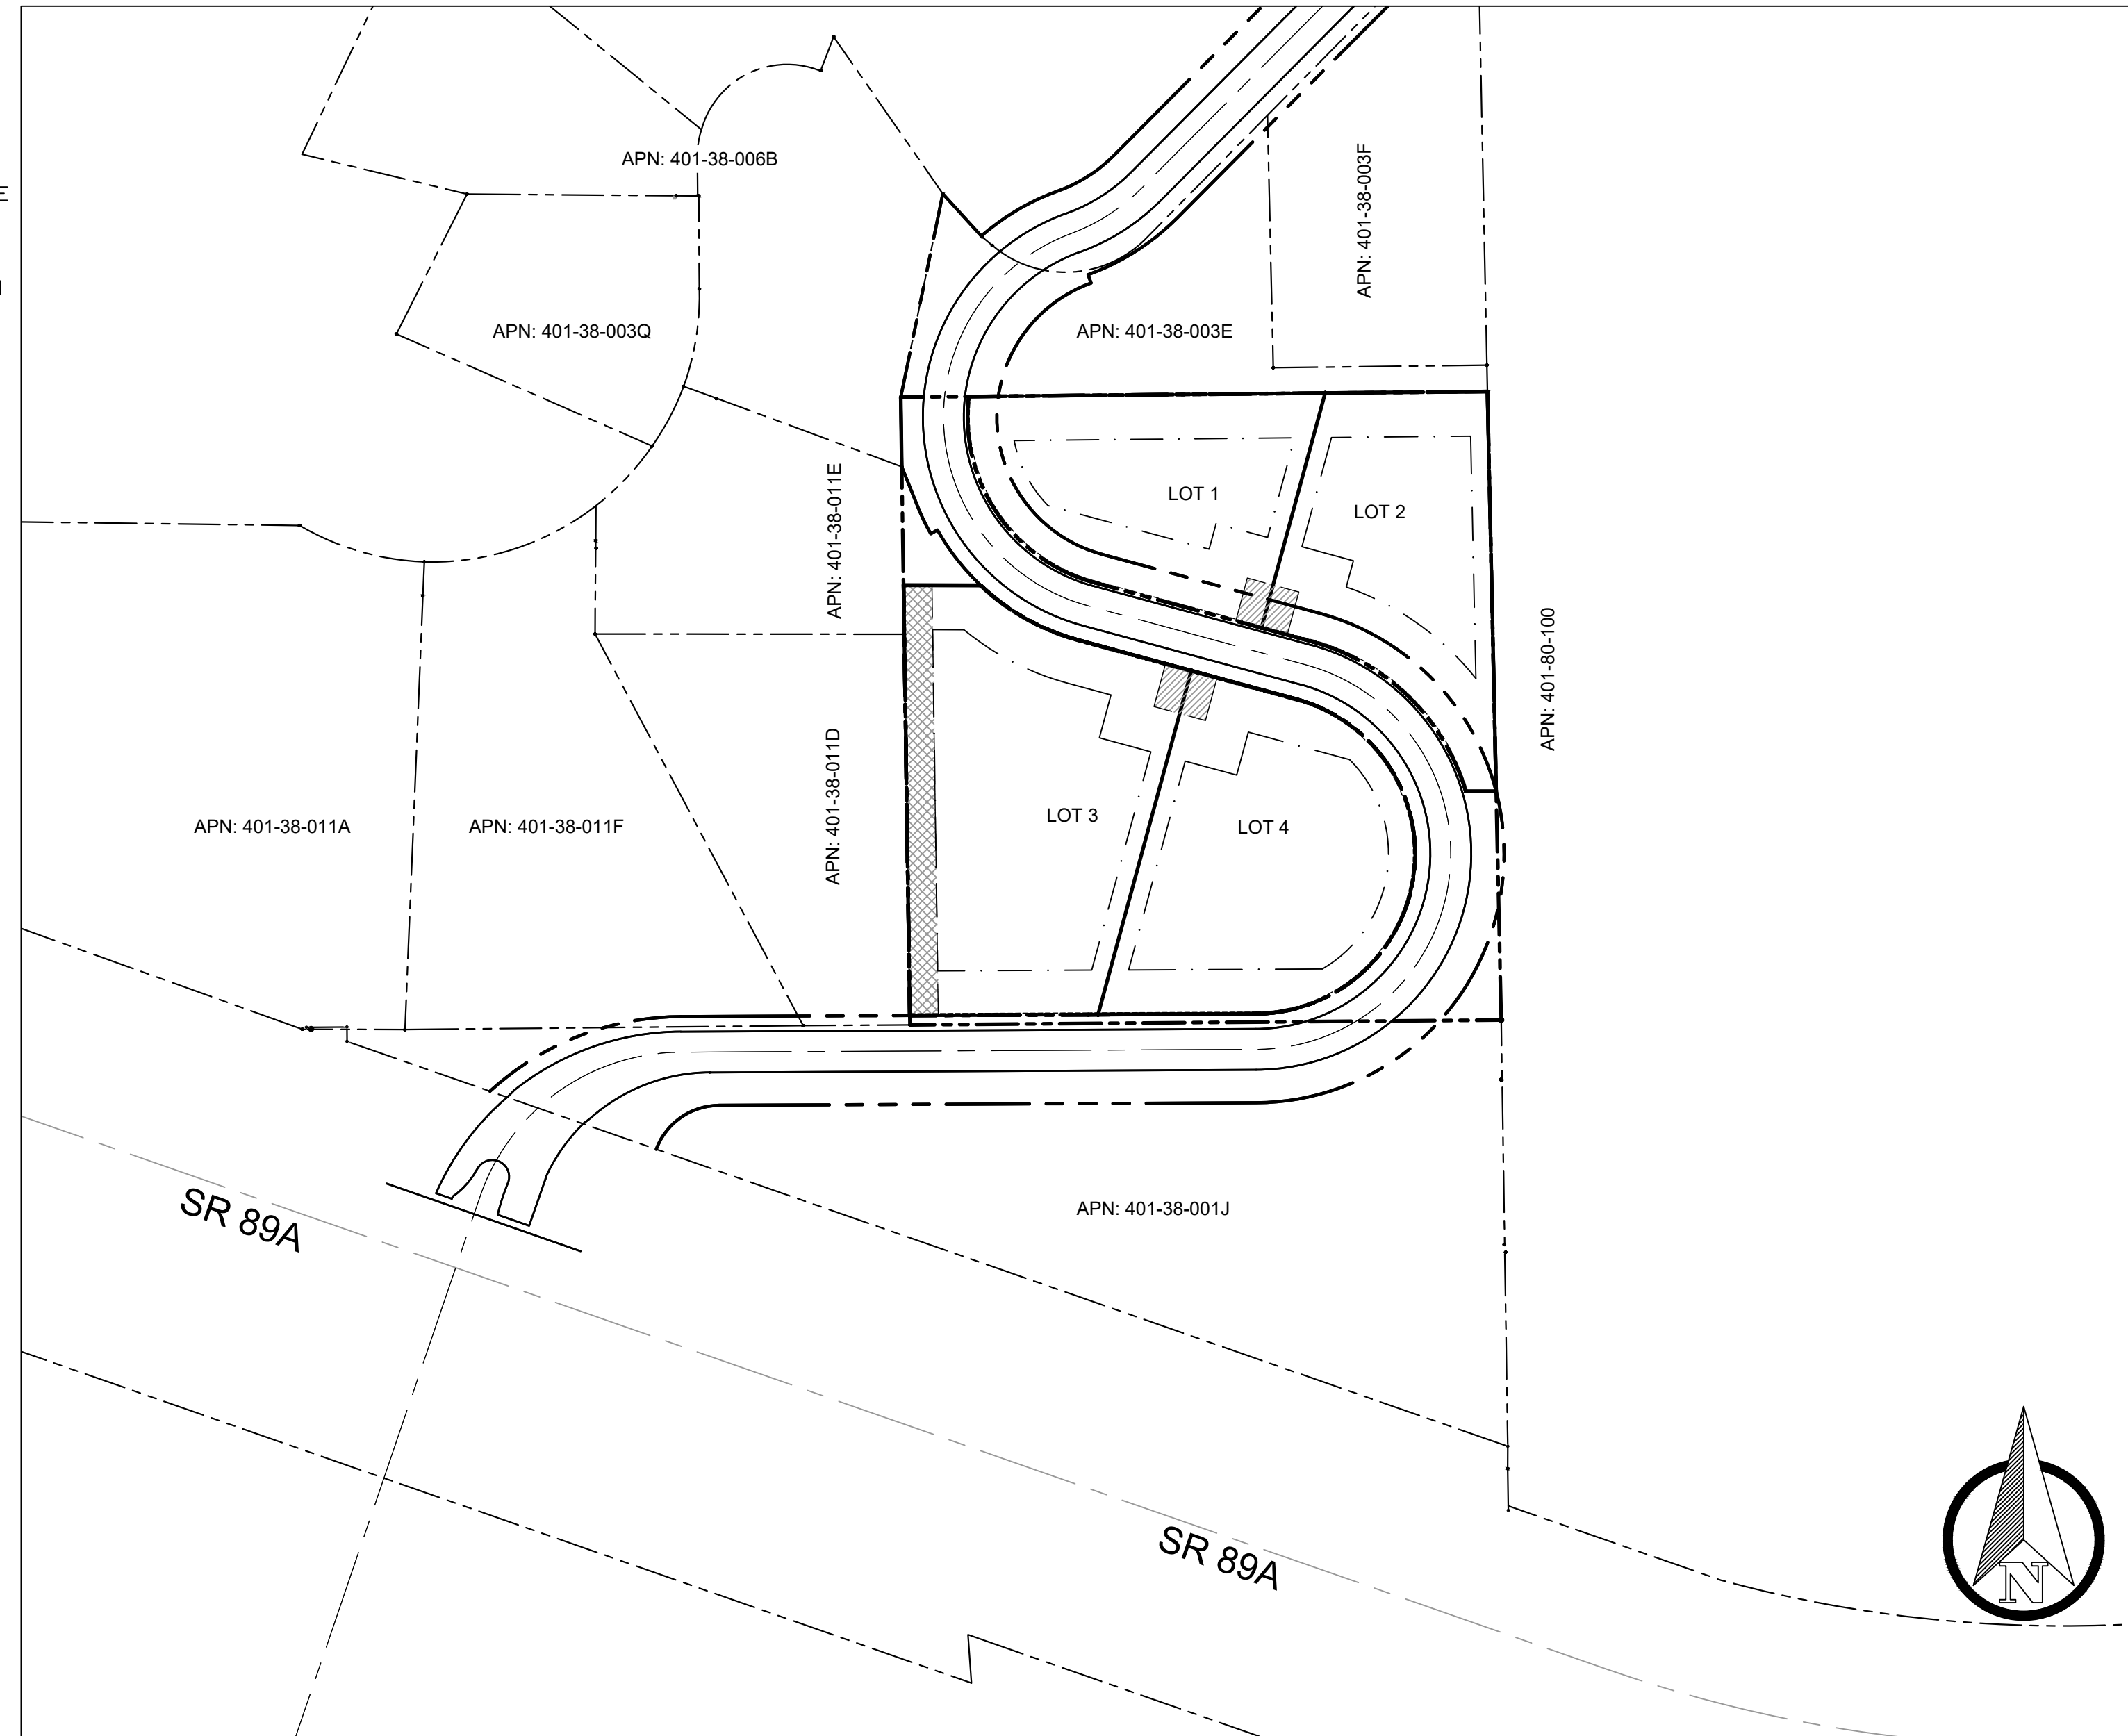 APN: 401-38-006B
APN: 401-38-003F
APN: 401-38-003Q
APN: 401-38-003E
APN: 401-38-011E
LOT 1
LOT 2
APN: 401-80-100
APN: 401-38-011D
LOT 3
LOT 4
APN: 401-38-011A
APN: 401-38-011F
SR 89A
APN: 401-38-001J
SR 89A
N